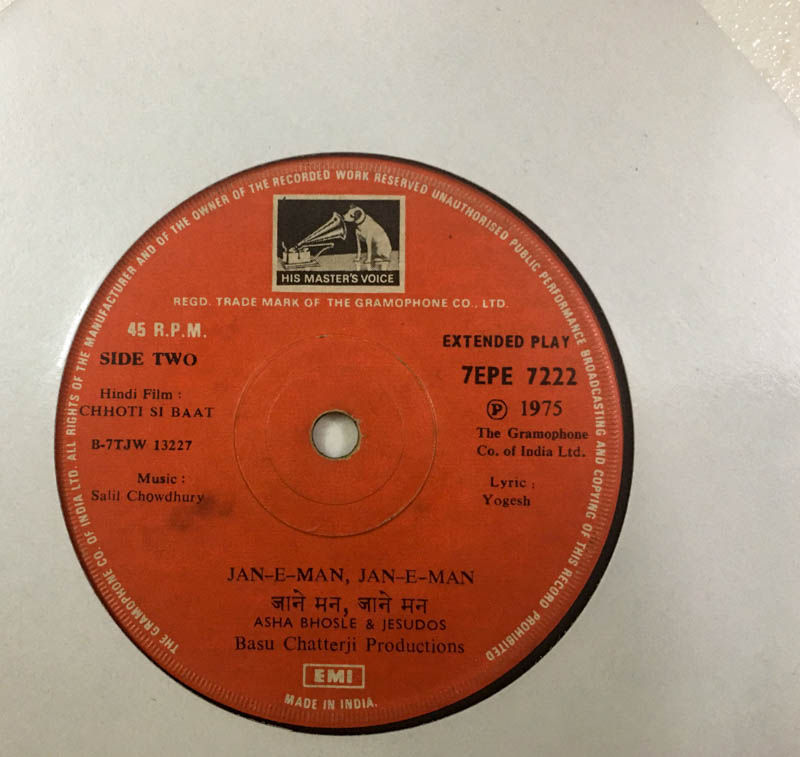 THE GRAMOPHONE CO. OF INDIA LTD. ALL RIGHTS OF THE MANUFACTURER AND OF THE OWNER OF THE RECORDED WORK RESERVED UNAUTHORISED PUBLIC PERFORMANCE BROADCASTING AND COPYING OF THIS RECORD PROHIBITED
HIS MASTER'S VOICE
REGD. TRADE MARK OF THE GRAMOPHONE CO., LTD.
45 R.P.M.
SIDE TWO
Hindi Film :
CHHOTI SI BAAT
B-7TJW 13227
Music :
Salil Chowdhury
EXTENDED PLAY
7EPE 7222
Ⓟ 1975
The Gramophone
Co. of India Ltd.
Lyric :
Yogesh
JAN-E-MAN, JAN-E-MAN
जाने मन, जाने मन
ASHA BHOSLE & JESUDOS
Basu Chatterji Productions
EMI
MADE IN INDIA.